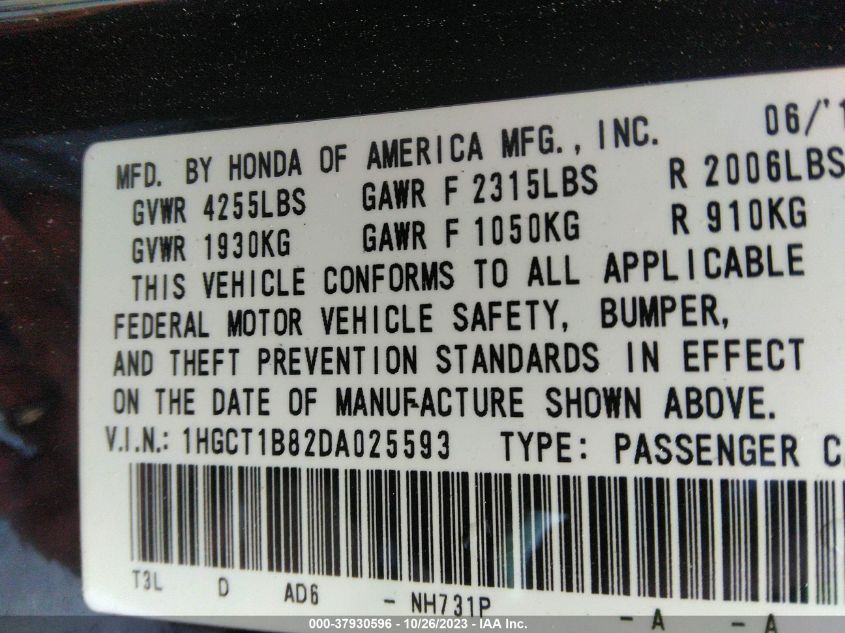 MFD. BY HONDA OF AMERICA MFG., INC. 06/'1
GVWR 4255LBS GAWR F 2315LBS R 2006LBS
GVWR 1930KG GAWR F 1050KG R 910KG
THIS VEHICLE CONFORMS TO ALL APPLICABLE
FEDERAL MOTOR VEHICLE SAFETY, BUMPER,
AND THEFT PREVENTION STANDARDS IN EFFECT
ON THE DATE OF MANUFACTURE SHOWN ABOVE.
V.I.N.: 1HGCT1B82DA025593 TYPE: PASSENGER C
T3L D AD6 - NH731P - A - A
000-37930596 - 10/26/2023 - IAA Inc.